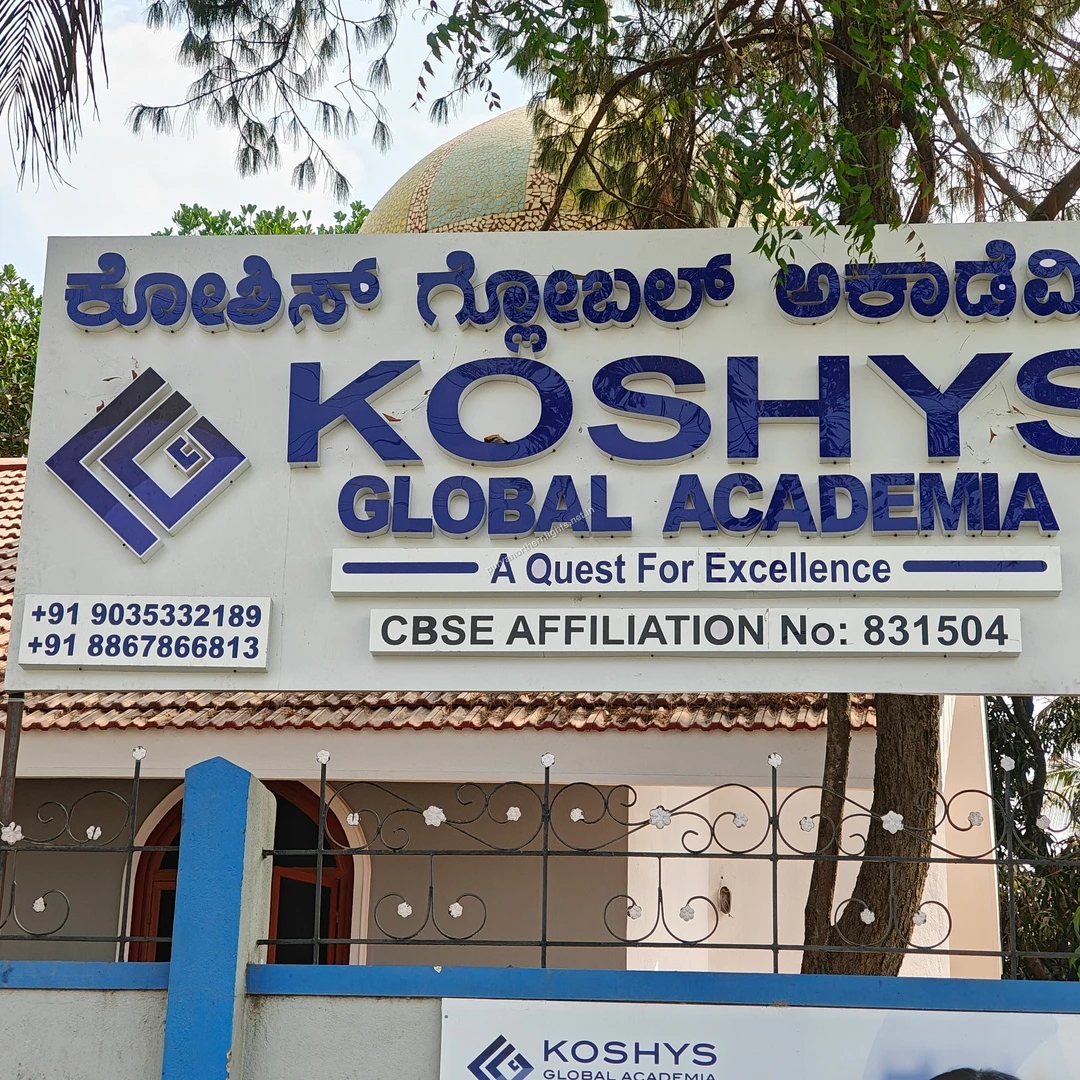 ಕೋಶಿಸ್ ಗ್ಲೋಬಲ್ ಅಕಾಡೆಮಿ
KOSHYS
GLOBAL ACADEMIA
A Quest For Excellence
+91 9035332189
+91 8867866813
CBSE AFFILIATION No: 831504
KOSHYS
GLOBAL ACADEMIA